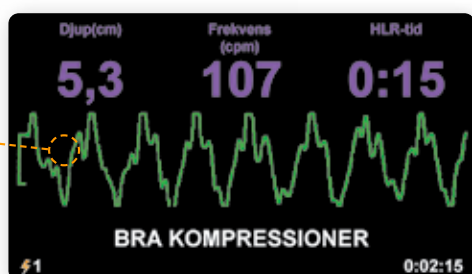 Djup(cm) Frekvens (cpm) HLR-tid
5,3 107 0:15
BRA KOMPRESSIONER
1 0:02:15